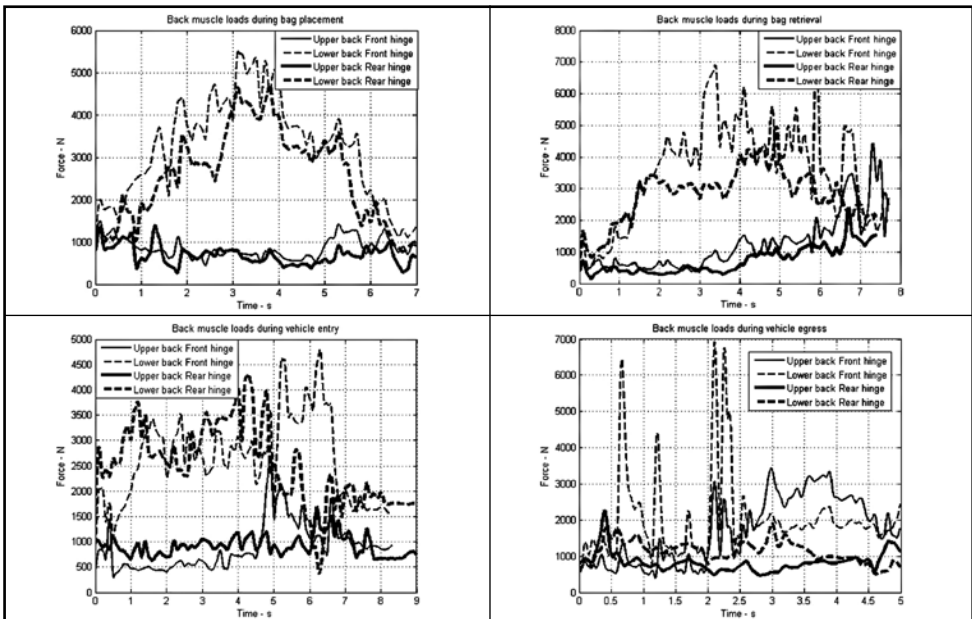 Back muscle loads during bag placement
6000
5000
4000
3000
2000
1000
0
Force - N
Upper back Front hinge
Lower back Front hinge
Upper back Rear hinge
Lower back Rear hinge
0 1 2 3 4 5 6 7
Time - s
Back muscle loads during bag retrieval
8000
7000
6000
5000
4000
3000
2000
1000
0
Force - N
Upper back Front hinge
Lower back Front hinge
Upper back Rear hinge
Lower back Rear hinge
0 1 2 3 4 5 6 7 8
Time - s
Back muscle loads during vehicle entry
5000
4500
4000
3500
3000
2500
2000
1500
1000
500
0
Force - N
Upper back Front hinge
Lower back Front hinge
Upper back Rear hinge
Lower back Rear hinge
0 1 2 3 4 5 6 7 8 9
Time - s
Back muscle loads during vehicle egress
7000
6000
5000
4000
3000
2000
1000
0
Force - N
Upper back Front hinge
Lower back Front hinge
Upper back Rear hinge
Lower back Rear hinge
0 0.5 1 1.5 2 2.5 3 3.5 4 4.5 5
Time - s